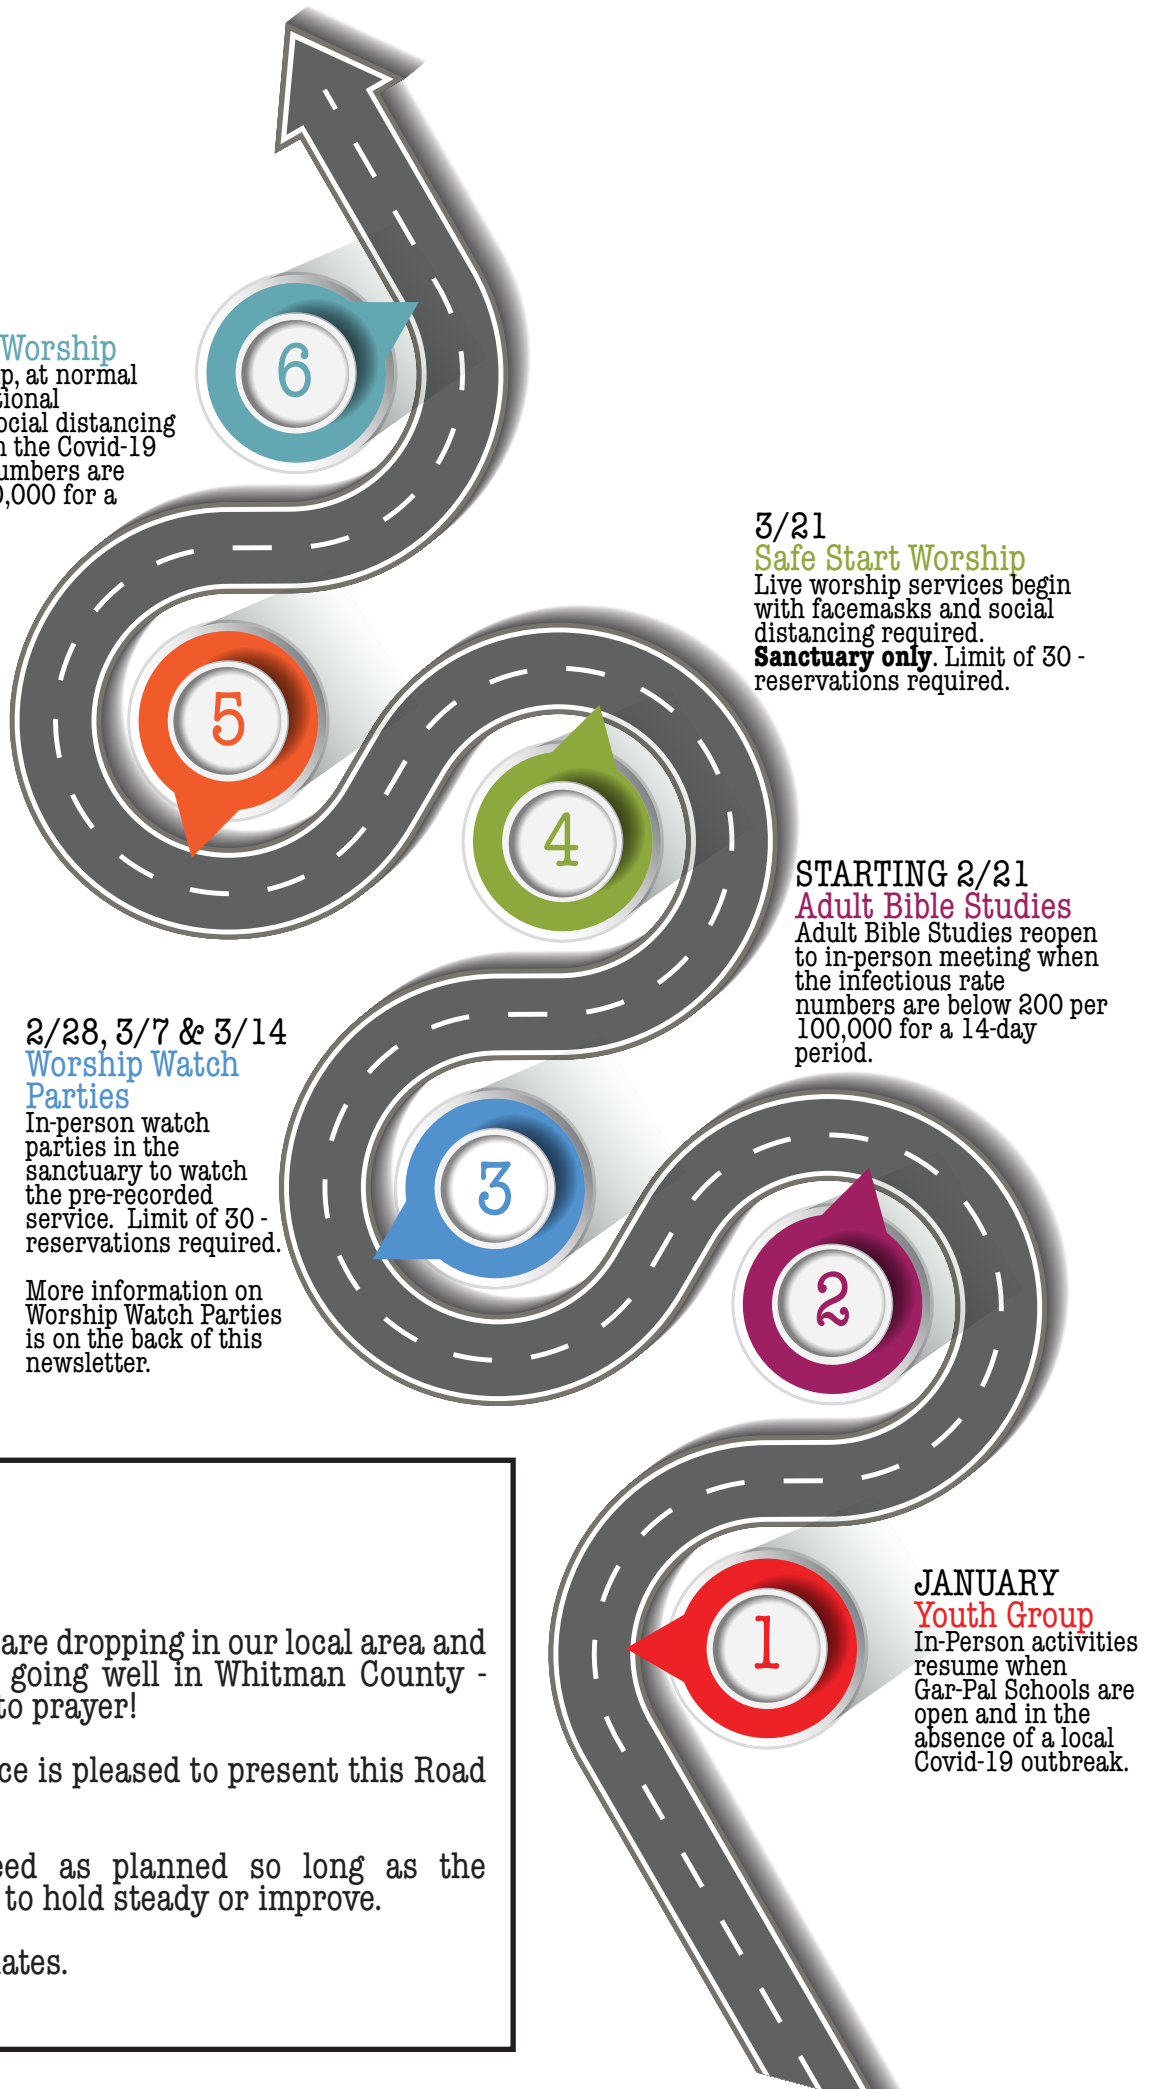 6
Worship
p, at normal
tional
ocial distancing
n the Covid-19
umbers are
0,000 for a
3/21
Safe Start Worship
Live worship services begin
with facemasks and social
distancing required.
Sanctuary only. Limit of 30 -
reservations required.
5
4
STARTING 2/21
Adult Bible Studies
Adult Bible Studies reopen
to in-person meeting when
the infectious rate
numbers are below 200 per
100,000 for a 14-day
period.
2/28, 3/7 & 3/14
Worship Watch
Parties
In-person watch
parties in the
sanctuary to watch
the pre-recorded
service. Limit of 30 -
reservations required.
More information on
Worship Watch Parties
is on the back of this
newsletter.
3
2
1
JANUARY
Youth Group
In-Person activities
resume when
Gar-Pal Schools are
open and in the
absence of a local
Covid-19 outbreak.
are dropping in our local area and
going well in Whitman County -
to prayer!
ce is pleased to present this Road
eed as planned so long as the
to hold steady or improve.
ates.